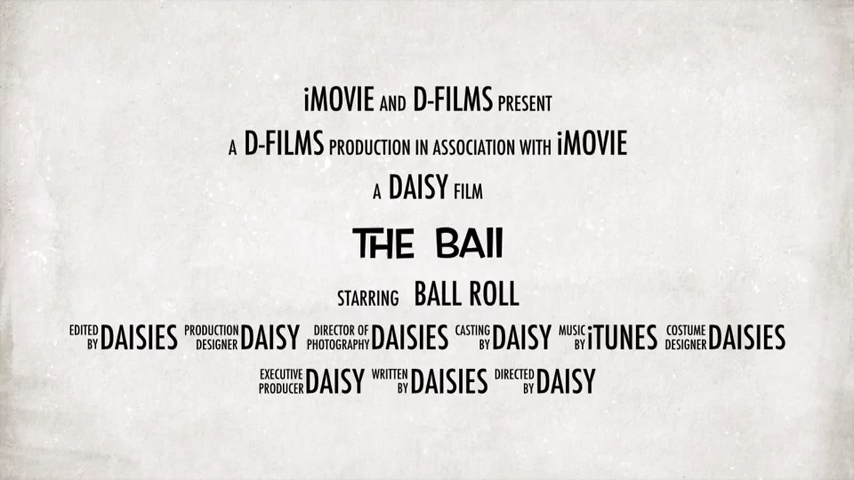 iMOVIE AND D-FILMS PRESENT
A D-FILMS PRODUCTION IN ASSOCIATION WITH iMOVIE
A DAISY FILM
THE BAll
STARRING BALL ROLL
EDITED BY DAISIES PRODUCTION DESIGNER DAISY DIRECTOR OF PHOTOGRAPHY DAISIES CASTING BY DAISY MUSIC BY iTUNES COSTUME DESIGNER DAISIES
EXECUTIVE PRODUCER DAISY WRITTEN BY DAISIES DIRECTED BY DAISY